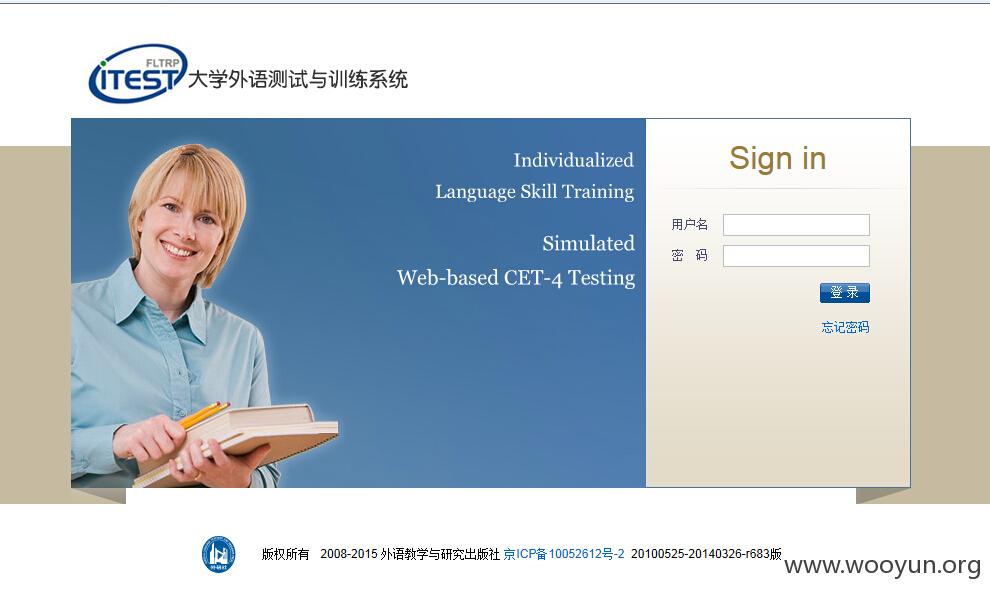 FLTRP
iTEST 大学外语测试与训练系统
Individualized
Language Skill Training
Simulated
Web-based CET-4 Testing
Sign in
用户名
密 码
登 录
忘记密码
外研社
版权所有 2008-2015 外语教学与研究出版社 京ICP备10052612号-2 20100525-20140326-r683版
www.wooyun.org